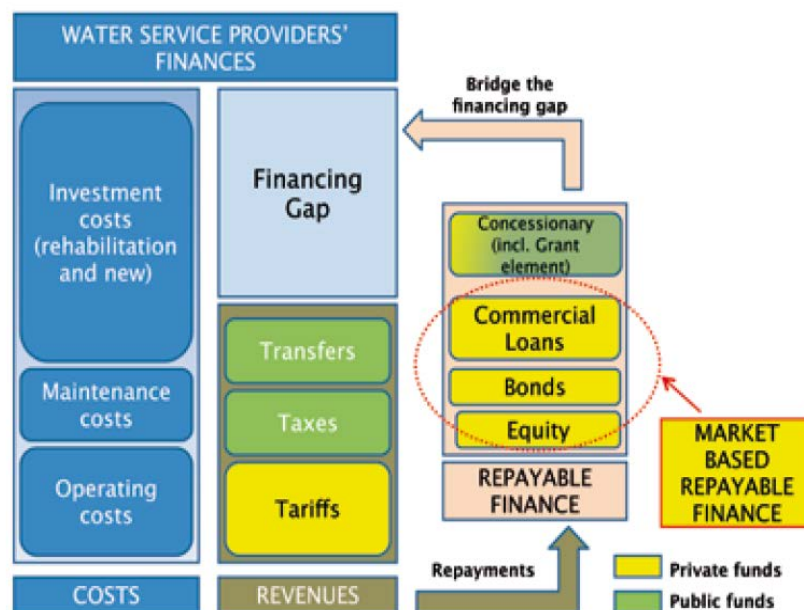 WATER SERVICE PROVIDERS'
FINANCES
Investment
costs
(rehabilitation
and new)
Maintenance
costs
Operating
costs
COSTS
Financing
Gap
Transfers
Taxes
Tariffs
REVENUES
Bridge the
financing gap
Concessionary
(incl. Grant
element)
Commercial
Loans
Bonds
Equity
REPAYABLE
FINANCE
Repayments
MARKET
BASED
REPAYABLE
FINANCE
Private funds
Public funds